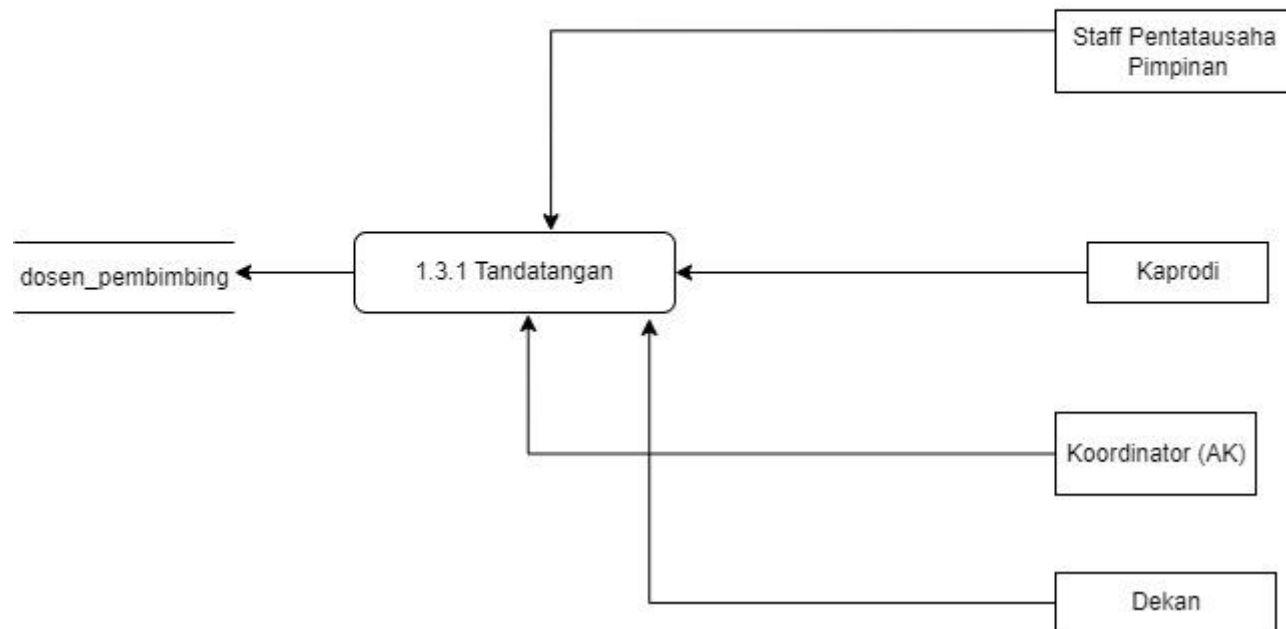 Staff Pentatausaha
Pimpinan
dosen_pembimbing
1.3.1 Tandatangan
Kaprodi
Koordinator (AK)
Dekan